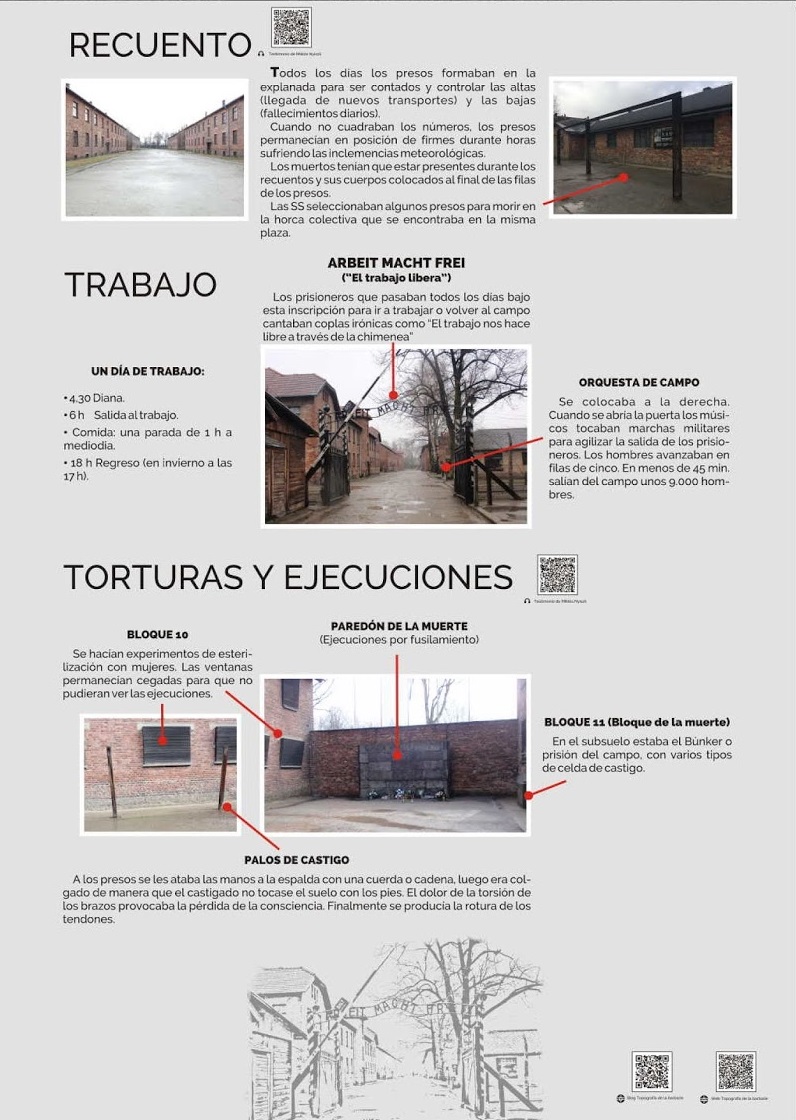 RECUENTO
Todos los días los presos formaban en la
explanada para ser contados y controlar las altas
(llegada de nuevos transportes) y las bajas
(fallecimientos diarios).
Cuando no cuadraban los números, los presos
permanecían en posición de firmes durante horas
sufriendo las inclemencias meteorológicas.
Los muertos tenían que estar presentes durante los
recuentos y sus cuerpos colocados al final de las filas
de los presos.
Las SS seleccionaban algunos presos para morir en
la horca colectiva que se encontraba en la misma
plaza.
TRABAJO
ARBEIT MACHT FREI
("El trabajo libera")
Los prisioneros que pasaban todos los días bajo
esta inscripción para ir a trabajar o volver al campo
cantaban coplas irónicas como "El trabajo nos hace
libre a través de la chimenea"
UN DÍA DE TRABAJO:
• 4,30 Diana.
• 6 h Salida al trabajo.
• Comida: una parada de 1 h a
mediodía.
• 18 h Regreso (en invierno a las
17 h).
ORQUESTA DE CAMPO
Se colocaba a la derecha.
Cuando se abría la puerta los músi-
cos tocaban marchas militares
para agilizar la salida de los prisio-
neros. Los hombres avanzaban en
filas de cinco. En menos de 45 min.
salían del campo unos 9.000 hom-
bres.
TORTURAS Y EJECUCIONES
BLOQUE 10
Se hacían experimentos de esteri-
lización con mujeres. Las ventanas
permanecían cegadas para que no
pudieran ver las ejecuciones.
PAREDÓN DE LA MUERTE
(Ejecuciones por fusilamiento)
BLOQUE 11 (Bloque de la muerte)
En el subsuelo estaba el Búnker o
prisión del campo, con varios tipos
de celda de castigo.
PALOS DE CASTIGO
A los presos se les ataba las manos a la espalda con una cuerda o cadena, luego era col-
gado de manera que el castigado no tocase el suelo con los pies. El dolor de la torsión de
los brazos provocaba la pérdida de la consciencia. Finalmente se producía la rotura de los
tendones.
Blog Topografía de la barbarie
Web Topografía de la barbarie